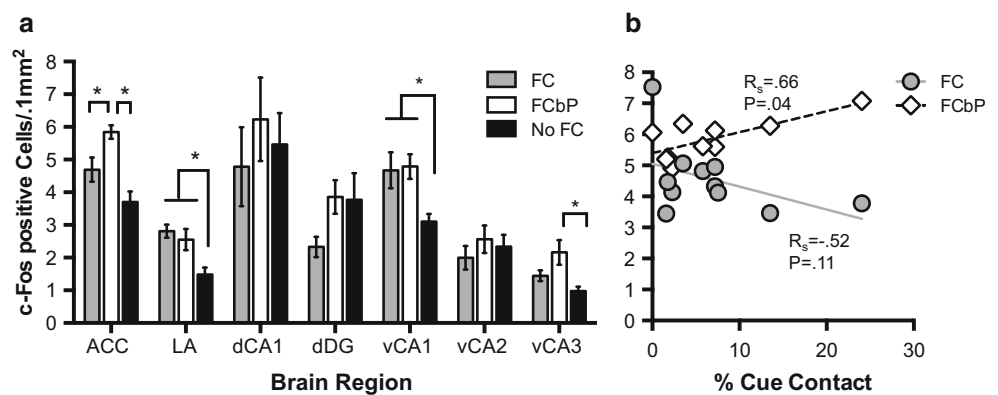 a
b
c-Fos positive Cells/.1mm²
8
7
6
5
4
3
2
1
0
* *
*
*
*
FC
FCbP
No FC
ACC LA dCA1 dDG vCA1 vCA2 vCA3
Brain Region
8
7
6
5
4
3
2
1
0
Rs=.66
P=.04
FC
FCbP
Rs=-.52
P=.11
0 10 20 30
% Cue Contact